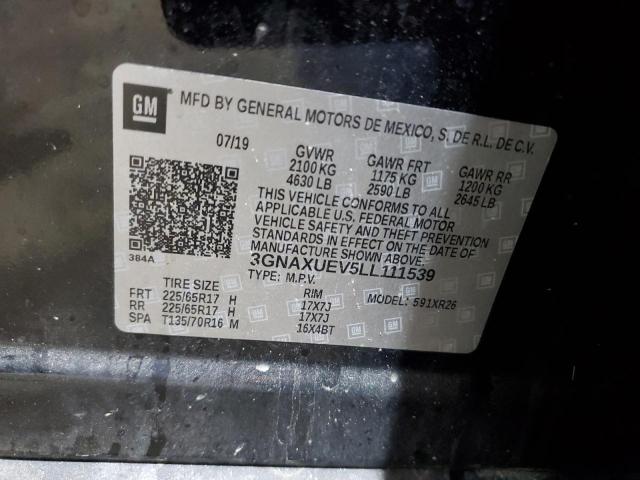 GM
MFD BY GENERAL MOTORS DE MEXICO, S. DE R.L. DE C.V.
07/19 GVWR GAWR FRT GAWR RR
2100 KG 1175 KG 1200 KG
4630 LB 2590 LB 2645 LB
THIS VEHICLE CONFORMS TO ALL
APPLICABLE U.S. FEDERAL MOTOR
VEHICLE SAFETY AND THEFT
PREVENTION STANDARDS
IN EFFECT ON THE DATE OF
MANUFACTURE SHOWN ABOVE.
3GNAXUEV5LL111539
384A
TYPE: M.P.V. MODEL: 591XR26
TIRE SIZE RIM
FRT 225/65R17 H 17X7J
RR 225/65R17 H 17X7J
SPA T135/70R16 M 16X4BT